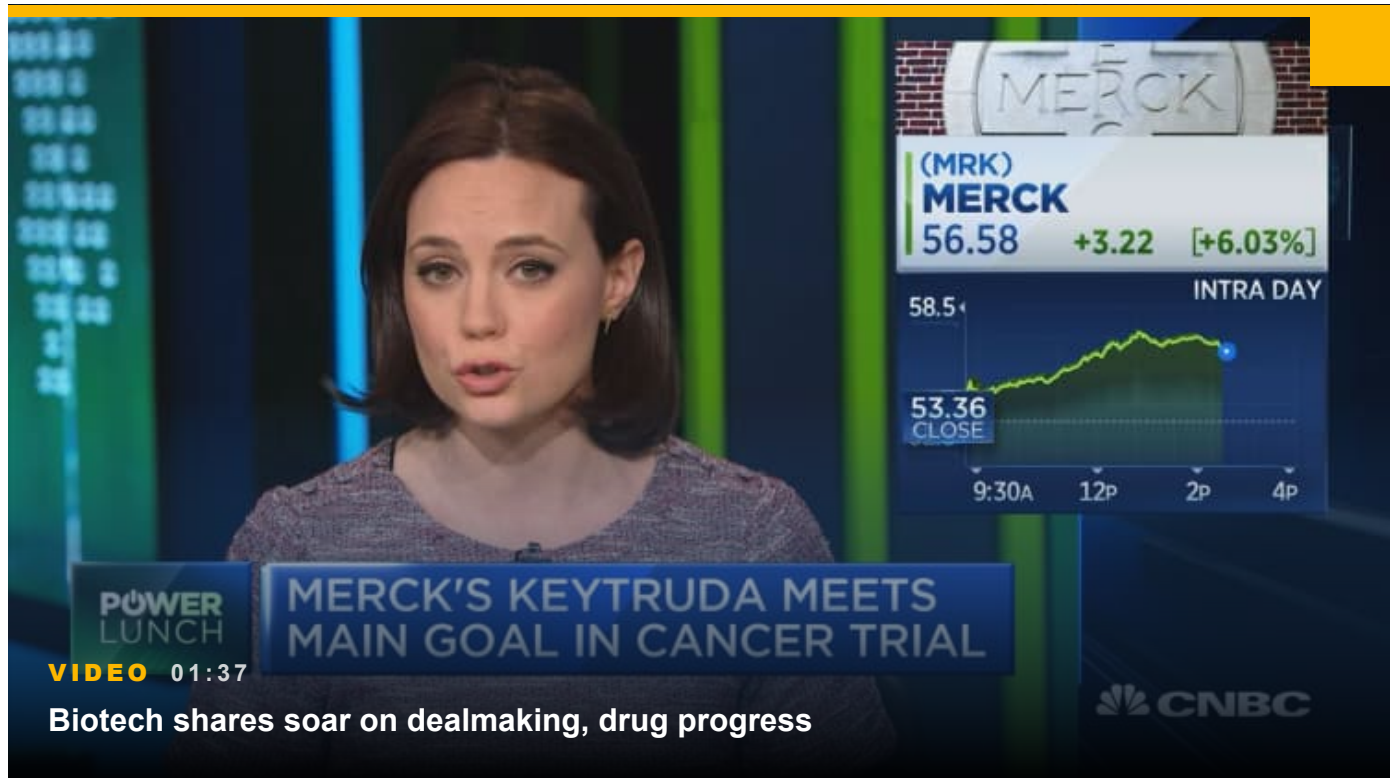 MERCK
(MRK)
MERCK
56.58 +3.22 [+6.03%]
INTRA DAY
58.5
53.36
CLOSE
9:30A 12P 2P 4P
POWER
LUNCH
MERCK'S KEYTRUDA MEETS
MAIN GOAL IN CANCER TRIAL
VIDEO 01:37
Biotech shares soar on dealmaking, drug progress
CNBC